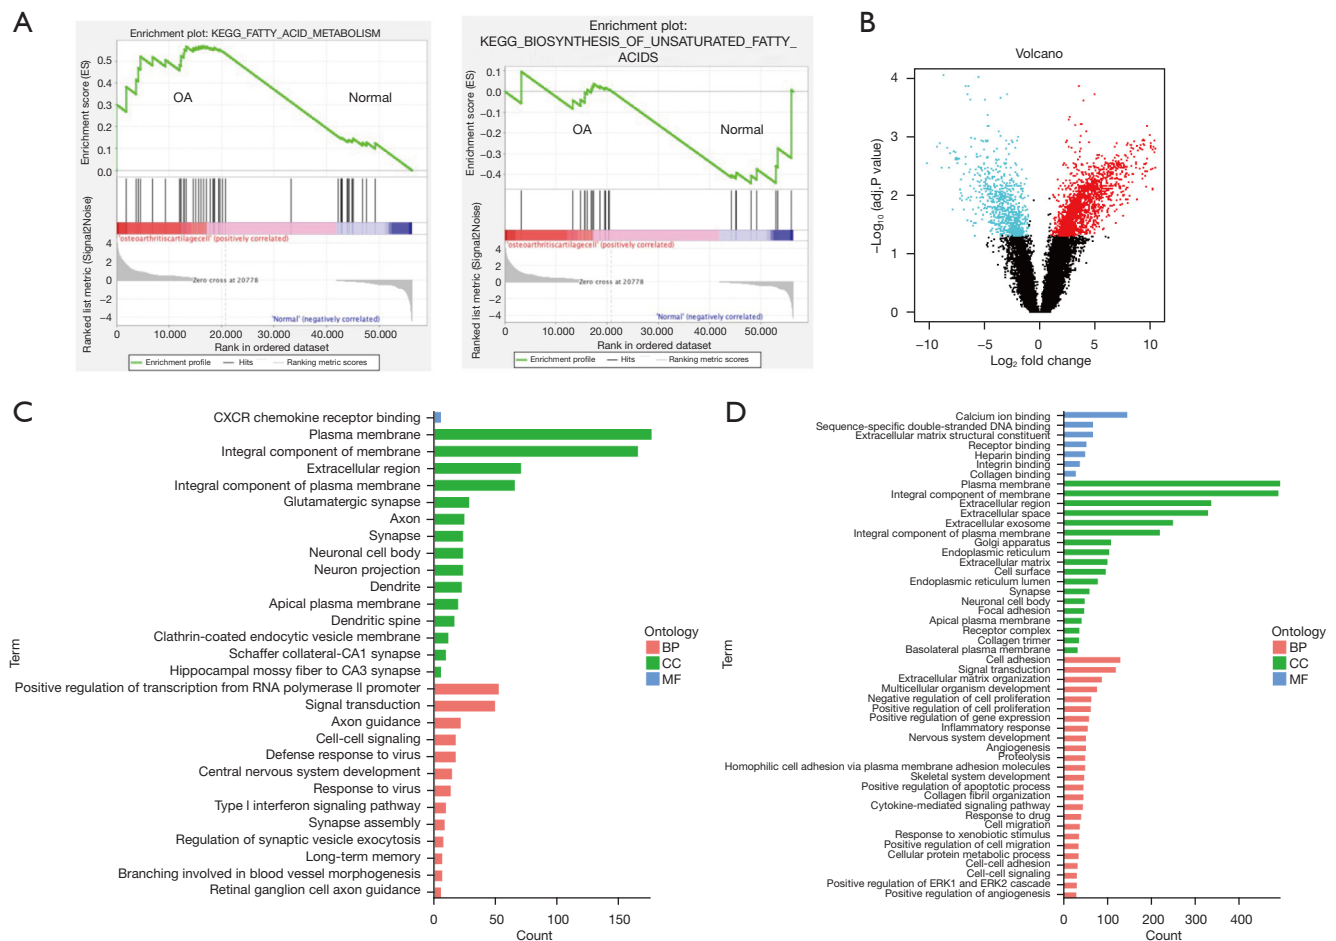 A
Enrichment plot: KEGG_FATTY_ACID_METABOLISM
Enrichment score (ES)
0.5
0.4
0.3
0.2
0.1
0.0
OA
Normal
'osteoarthritiscartilagecell' (positively correlated)
Ranked list metric (Signal2Noise)
4
2
0
−2
−4
Zero cross at 20778
'Normal' (negatively correlated)
0 10.000 20.000 30.000 40.000 50.000
Rank in ordered dataset
Enrichment profile Hits Ranking metric scores
Enrichment plot:
KEGG_BIOSYNTHESIS_OF_UNSATURATED_FATTY_
ACIDS
Enrichment score (ES)
0.1
0.0
−0.1
−0.2
−0.3
−0.4
OA
Normal
'osteoarthritiscartilagecell' (positively correlated)
Ranked list metric (Signal2Noise)
4
2
0
−2
−4
Zero cross at 20778
'Normal' (negatively correlated)
0 10.000 20.000 30.000 40.000 50.000
Rank in ordered dataset
Enrichment profile Hits Ranking metric scores
B
Volcano
−Log10 (adj.P value)
4
3
2
1
0
−10 −5 0 5 10
Log2 fold change
C
Term
CXCR chemokine receptor binding
Plasma membrane
Integral component of membrane
Extracellular region
Integral component of plasma membrane
Glutamatergic synapse
Axon
Synapse
Neuronal cell body
Neuron projection
Dendrite
Apical plasma membrane
Dendritic spine
Clathrin-coated endocytic vesicle membrane
Schaffer collateral-CA1 synapse
Hippocampal mossy fiber to CA3 synapse
Positive regulation of transcription from RNA polymerase II promoter
Signal transduction
Axon guidance
Cell-cell signaling
Defense response to virus
Central nervous system development
Response to virus
Type I interferon signaling pathway
Synapse assembly
Regulation of synaptic vesicle exocytosis
Long-term memory
Branching involved in blood vessel morphogenesis
Retinal ganglion cell axon guidance
0 50 100 150
Count
Ontology
BP
CC
MF
D
Term
Calcium ion binding
Sequence-specific double-stranded DNA binding
Extracellular matrix structural constituent
Receptor binding
Heparin binding
Integrin binding
Collagen binding
Plasma membrane
Integral component of membrane
Extracellular region
Extracellular space
Extracellular exosome
Integral component of plasma membrane
Golgi apparatus
Endoplasmic reticulum
Extracellular matrix
Cell surface
Endoplasmic reticulum lumen
Synapse
Neuronal cell body
Focal adhesion
Apical plasma membrane
Receptor complex
Collagen trimer
Basolateral plasma membrane
Cell adhesion
Signal transduction
Extracellular matrix organization
Multicellular organism development
Negative regulation of cell proliferation
Positive regulation of cell proliferation
Positive regulation of gene expression
Inflammatory response
Nervous system development
Angiogenesis
Proteolysis
Homophilic cell adhesion via plasma membrane adhesion molecules
Skeletal system development
Positive regulation of apoptotic process
Collagen fibril organization
Cytokine-mediated signaling pathway
Response to drug
Cell migration
Response to xenobiotic stimulus
Positive regulation of cell migration
Cellular protein metabolic process
Cell-cell adhesion
Cell-cell signaling
Positive regulation of ERK1 and ERK2 cascade
Positive regulation of angiogenesis
0 100 200 300 400
Count
Ontology
BP
CC
MF